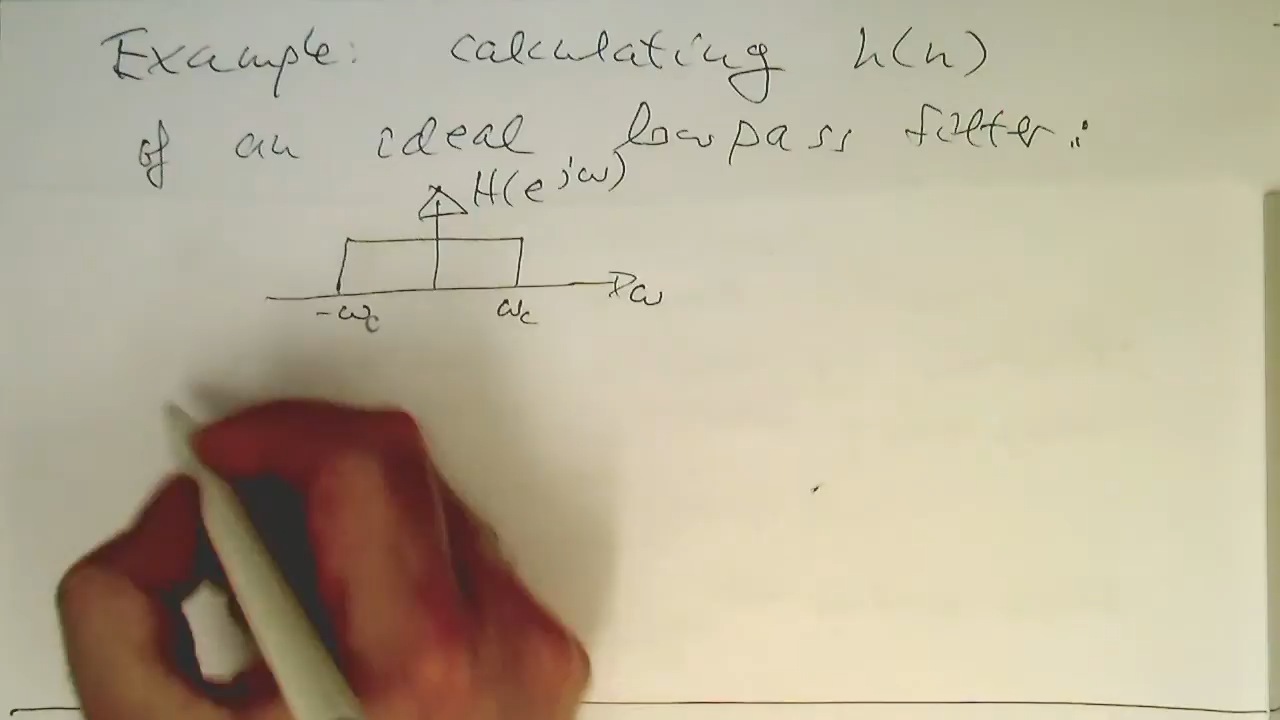 Example: calculating h(n)
of an ideal lowpass filter:
H(e^jω)
ω
-ωc ωc